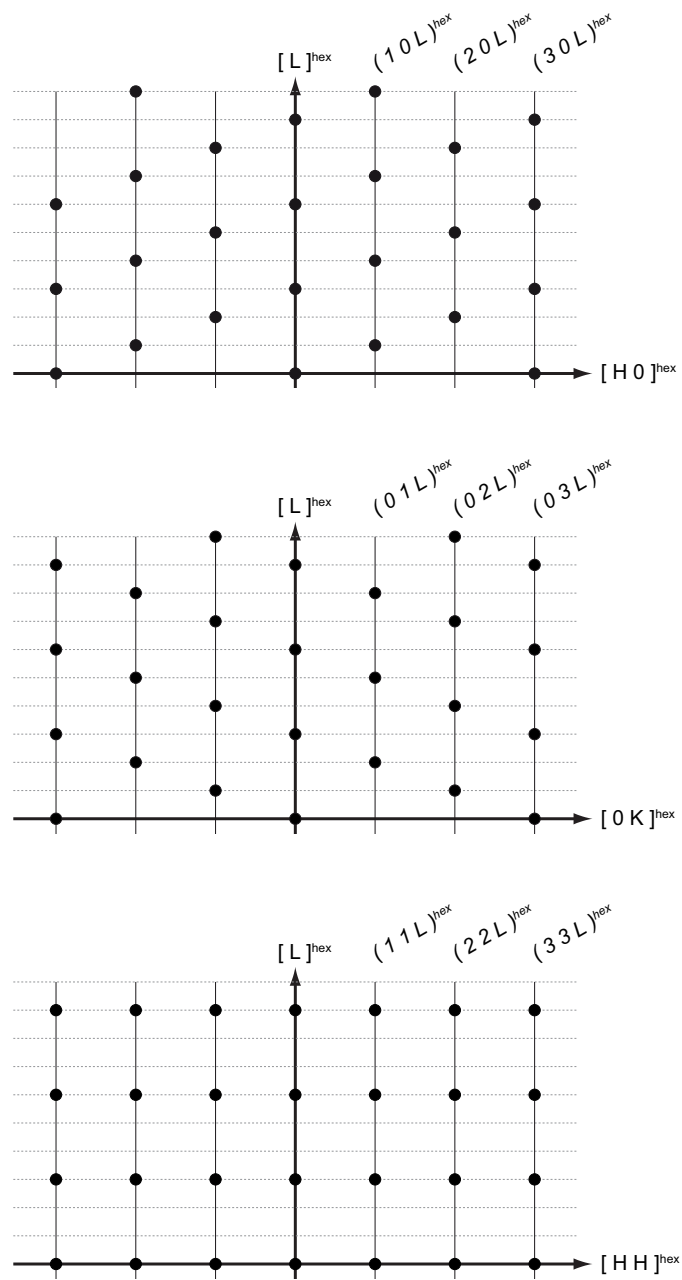 [ L ]hex (1 0 L)hex (2 0 L)hex (3 0 L)hex
[ H 0 ]hex
[ L ]hex (0 1 L)hex (0 2 L)hex (0 3 L)hex
[ 0 K ]hex
[ L ]hex (1 1 L)hex (2 2 L)hex (3 3 L)hex
[ H H ]hex